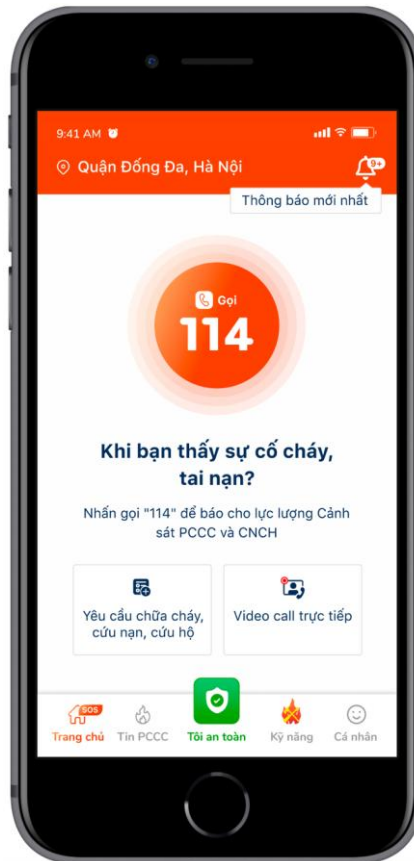 9:41 AM
Quận Đống Đa, Hà Nội
9+
Thông báo mới nhất
Gọi
114
Khi bạn thấy sự cố cháy,
tai nạn?
Nhấn gọi "114" để báo cho lực lượng Cảnh
sát PCCC và CNCH
Yêu cầu chữa cháy,
cứu nạn, cứu hộ
Video call trực tiếp
SOS
Trang chủ
Tin PCCC
Tôi an toàn
Kỹ năng
Cá nhân